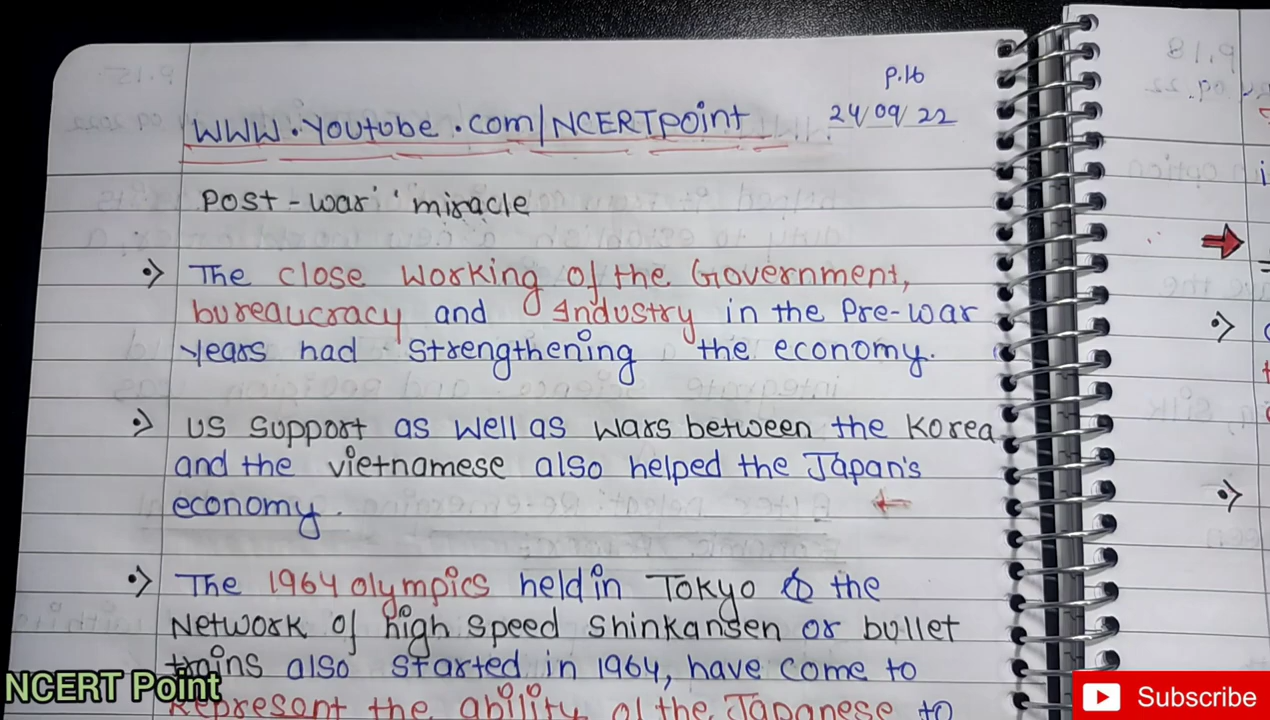 P.16
www.Youtube.com/NCERTPoint
24/09/22
Post-war 'miracle
The close working of the Government,
bureaucracy and Industry in the Pre-war
years had strengthening the economy.
US Support as well as wars between the Korea
and the vietnamese also helped the Japan's
economy.
The 1964 olympics held in Tokyo & the
Network of high speed Shinkansen or bullet
trains also started in 1964, have come to
Represent the ability of the Japanese to
NCERT Point
Subscribe
P.18